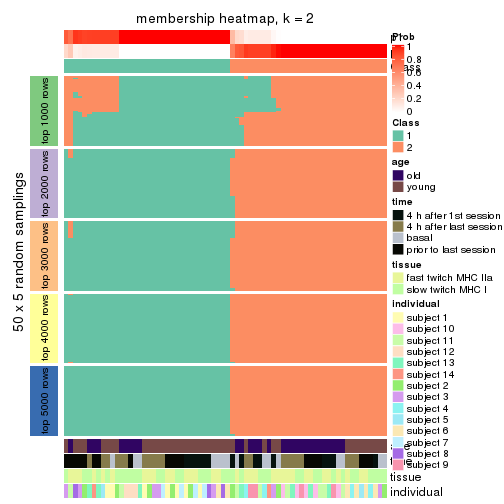 membership heatmap, k = 2
50 x 5 random samplings
top 1000 rows
top 2000 rows
top 3000 rows
top 4000 rows
top 5000 rows
Prob
1
0.8
0.6
0.4
0.2
0
Class
1
2
age
old
young
time
4 h after 1st session
4 h after last session
basal
prior to last session
tissue
fast twitch MHC IIa
slow twitch MHC I
individual
subject 1
subject 10
subject 11
subject 12
subject 13
subject 14
subject 2
subject 3
subject 4
subject 5
subject 6
subject 7
subject 8
subject 9
tissue
individual